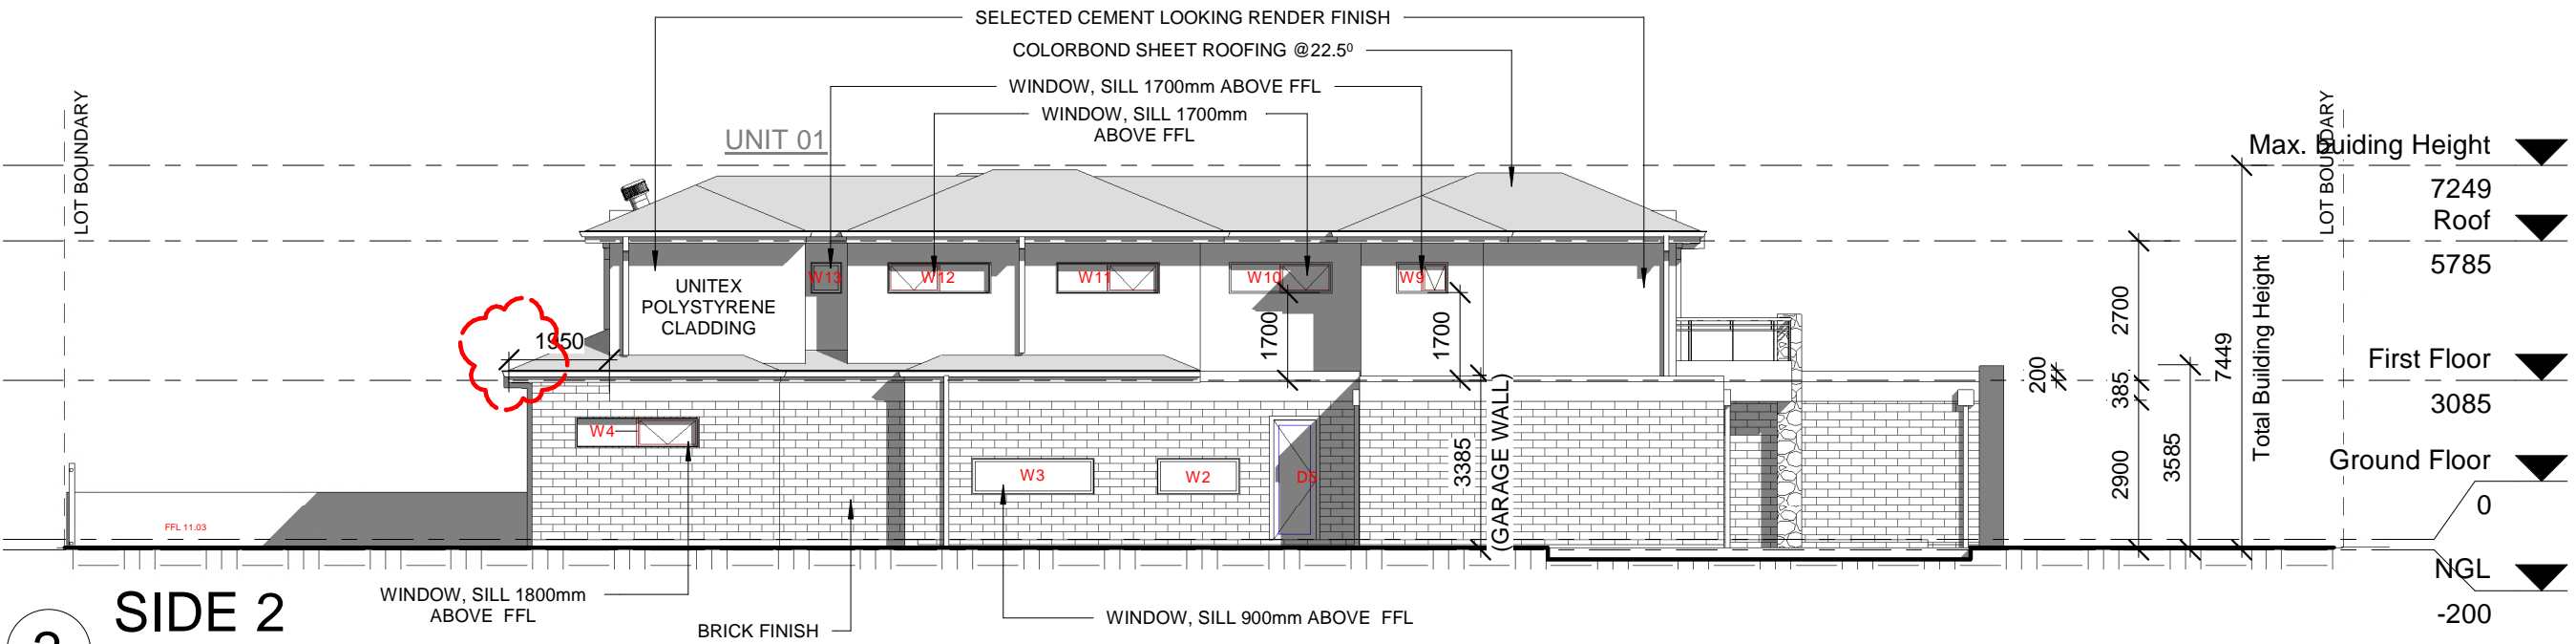 SELECTED CEMENT LOOKING RENDER FINISH
COLORBOND SHEET ROOFING @22.5⁰
WINDOW, SILL 1700mm ABOVE FFL
WINDOW, SILL 1700mm
ABOVE FFL
UNIT 01
LOT BOUNDARY
LOT BOUNDARY
Max. buiding Height
7249
Roof
5785
First Floor
3085
Ground Floor
0
NGL
-200
W13
W12
W11
W10
W9
UNITEX
POLYSTYRENE
CLADDING
1950
1700
1700
2700
200
385
2900
3585
7449
Total Building Height
3385
(GARAGE WALL)
W4
W3
W2
D5
FFL 11.03
WINDOW, SILL 1800mm
ABOVE FFL
BRICK FINISH
WINDOW, SILL 900mm ABOVE FFL
SIDE 2